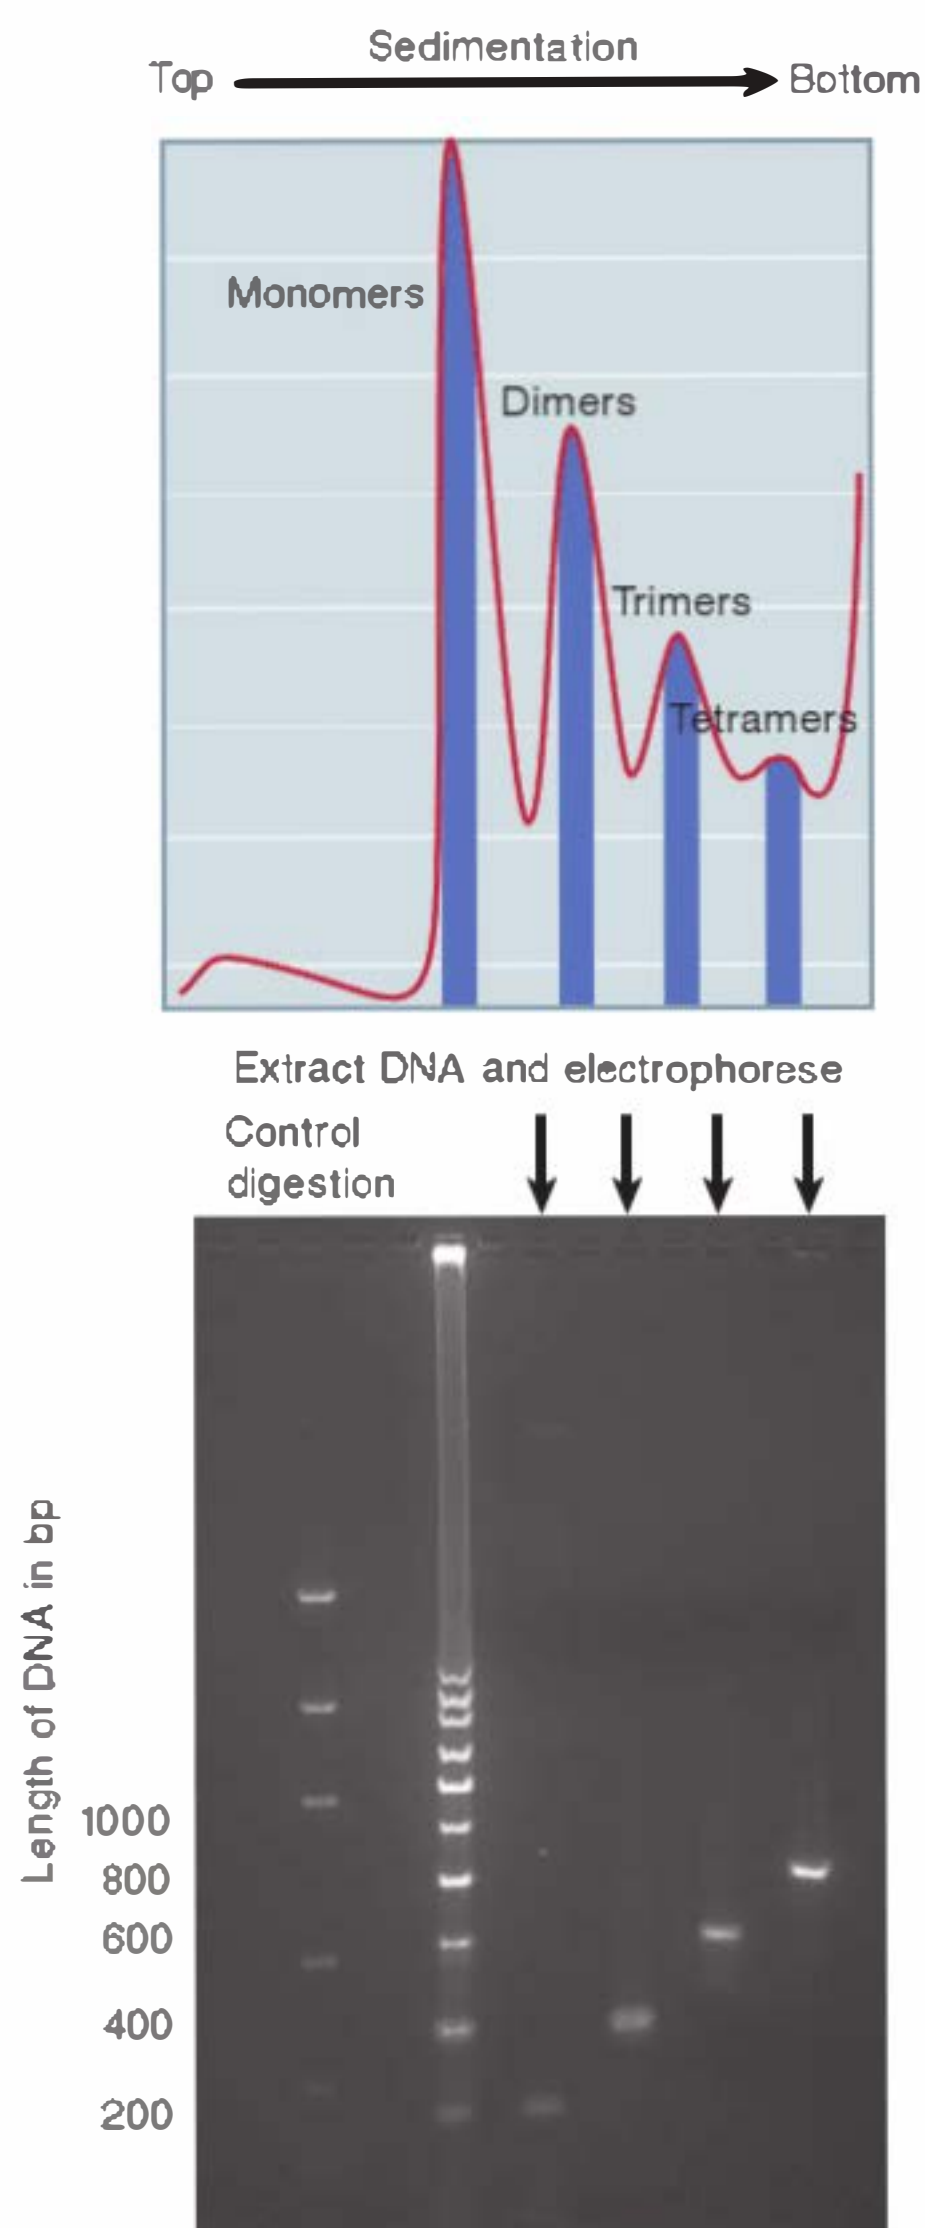 Sedimentation
Top
Bottom
Monomers
Dimers
Trimers
Tetramers
Extract DNA and electrophorese
Control
digestion
Length of DNA in bp
1000
800
600
400
200